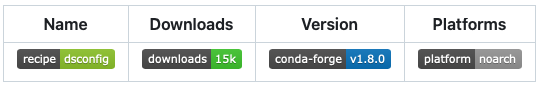 Name Downloads Version Platforms
recipe dsconfig downloads 15k conda-forge v1.8.0 platform noarch